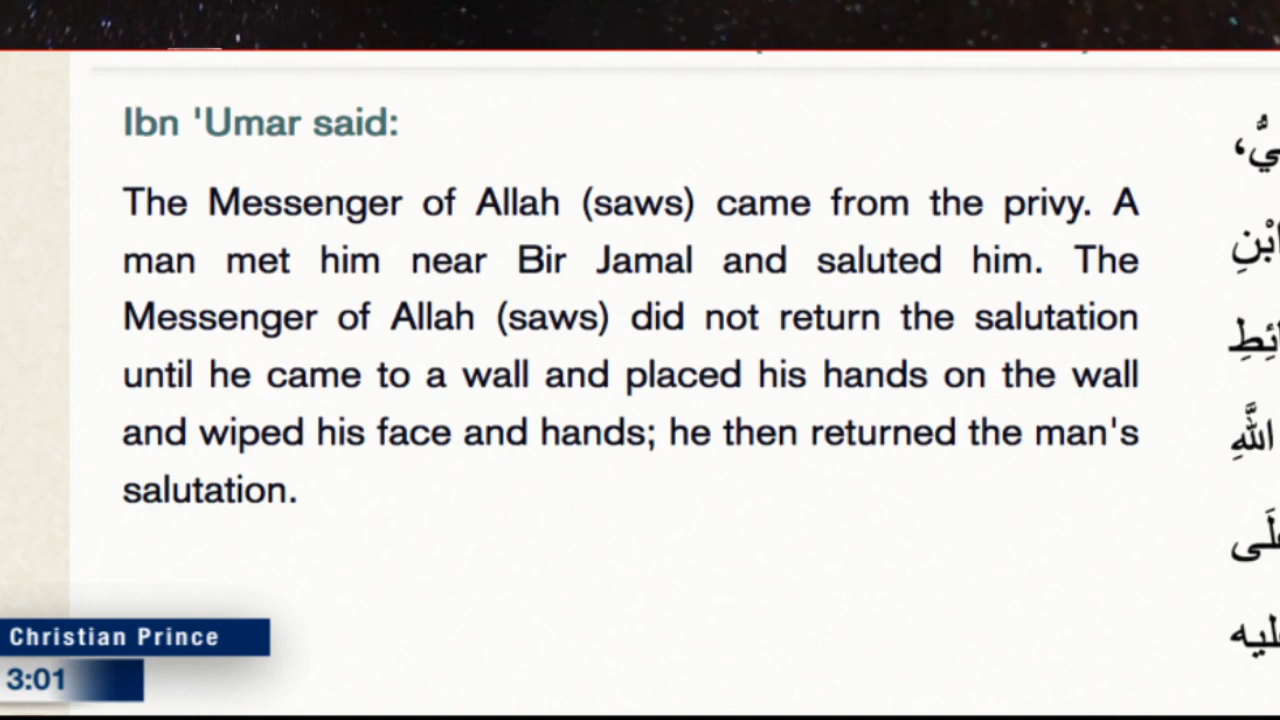 Ibn 'Umar said:
The Messenger of Allah (saws) came from the privy. A
man met him near Bir Jamal and saluted him. The
Messenger of Allah (saws) did not return the salutation
until he came to a wall and placed his hands on the wall
and wiped his face and hands; he then returned the man's
salutation.
Christian Prince
3:01